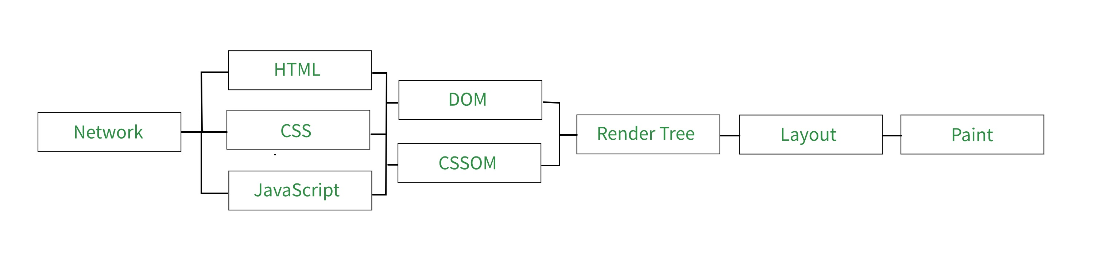 Network
HTML
CSS
JavaScript
DOM
CSSOM
Render Tree
Layout
Paint